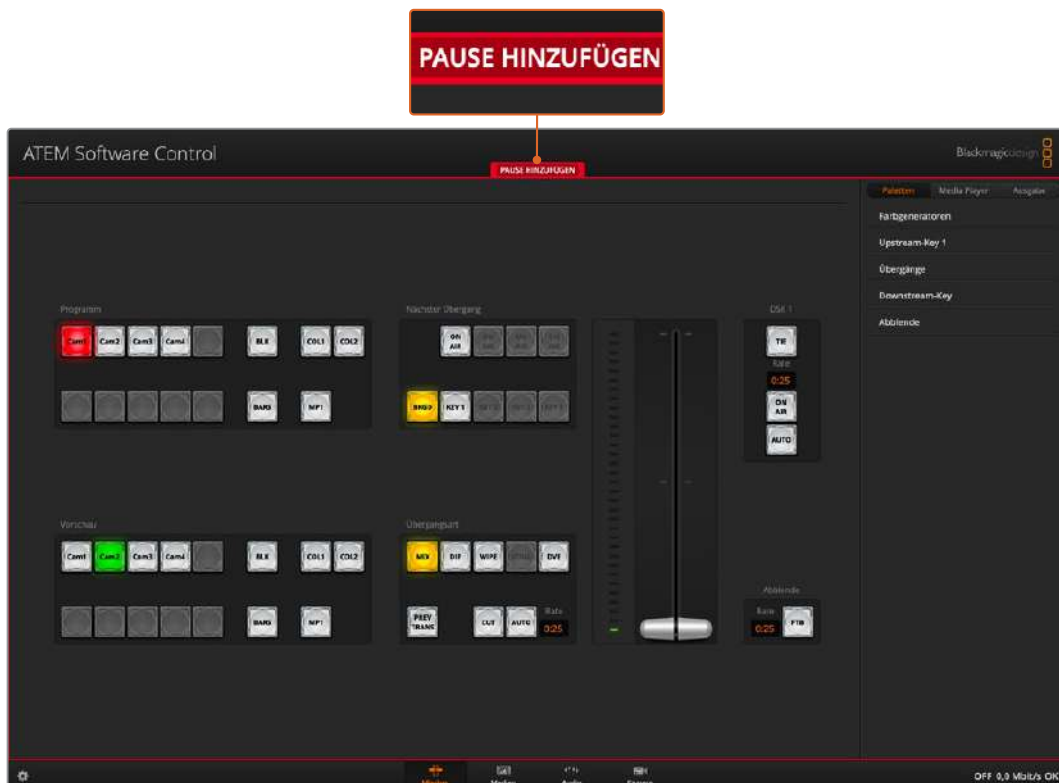 PAUSE HINZUFÜGEN
ATEM Software Control
Blackmagicdesign
PAUSE HINZUFÜGEN
Paletten Media Player Ausgabe
Farbgeneratoren
Upstream-Key 1
Übergänge
Downstream-Key
Abblende
Programm
Cam1 Cam2 Cam3 Cam4 BLK COL1 COL2
BARS MP1
Nächster Übergang
ON AIR
BKGD KEY 1
DSK 1
TIE
Rate
0:25
ON AIR
AUTO
Vorschau
Cam1 Cam2 Cam3 Cam4 BLK COL1 COL2
BARS MP1
Übergangsart
MIX DIP WIPE DVE
PREV TRANS CUT AUTO Rate 0:25
Abblende
Rate
0:25 FTB
Medien Audio
OFF 0,0 Mbit/s OK